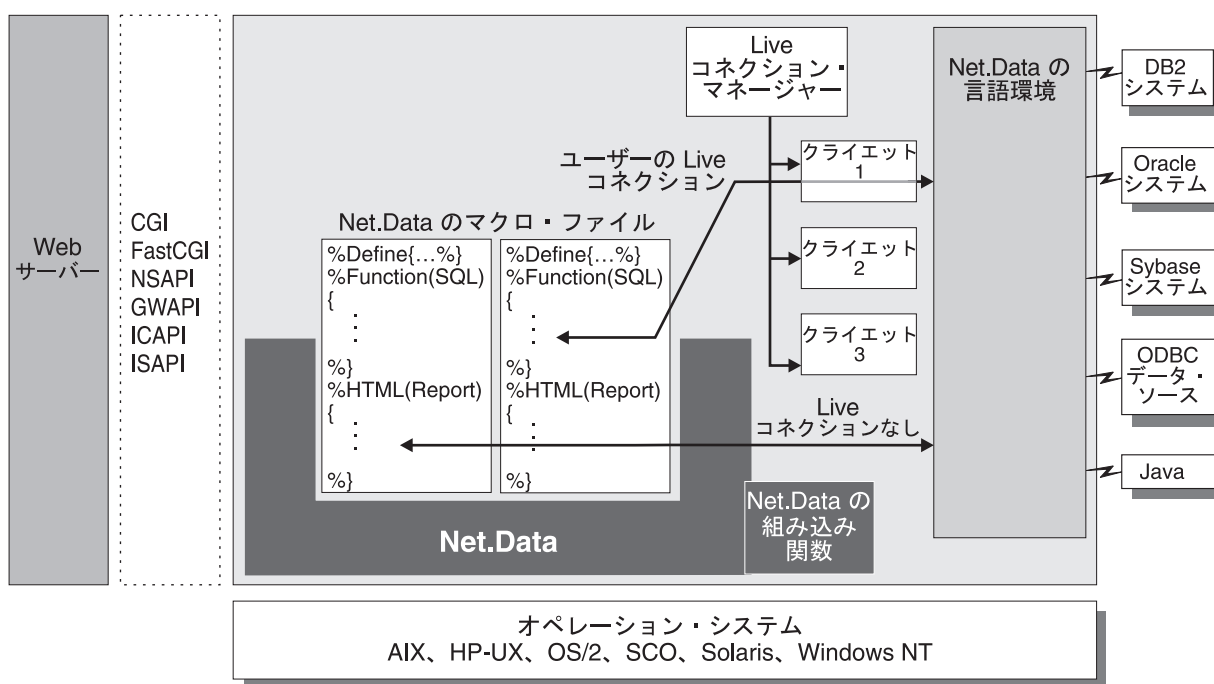 Web
サーバー
CGI
FastCGI
NSAPI
GWAPI
ICAPI
ISAPI
Live
コネクション・
マネージャー
Net.Data の
言語環境
ユーザーの Live
コネクション
クライエット
1
クライエット
2
クライエット
3
Net.Data のマクロ・ファイル
%Define{...%}
%Function(SQL)
{
⋮
%}
%HTML(Report)
{
⋮
%}
%Define{...%}
%Function(SQL)
{
⋮
%}
%HTML(Report)
{
⋮
%}
Live
コネクションなし
Net.Data
Net.Data の
組み込み
関数
DB2
システム
Oracle
システム
Sybase
システム
ODBC
データ・
ソース
Java
オペレーション・システム
AIX、HP-UX、OS/2、SCO、Solaris、Windows NT